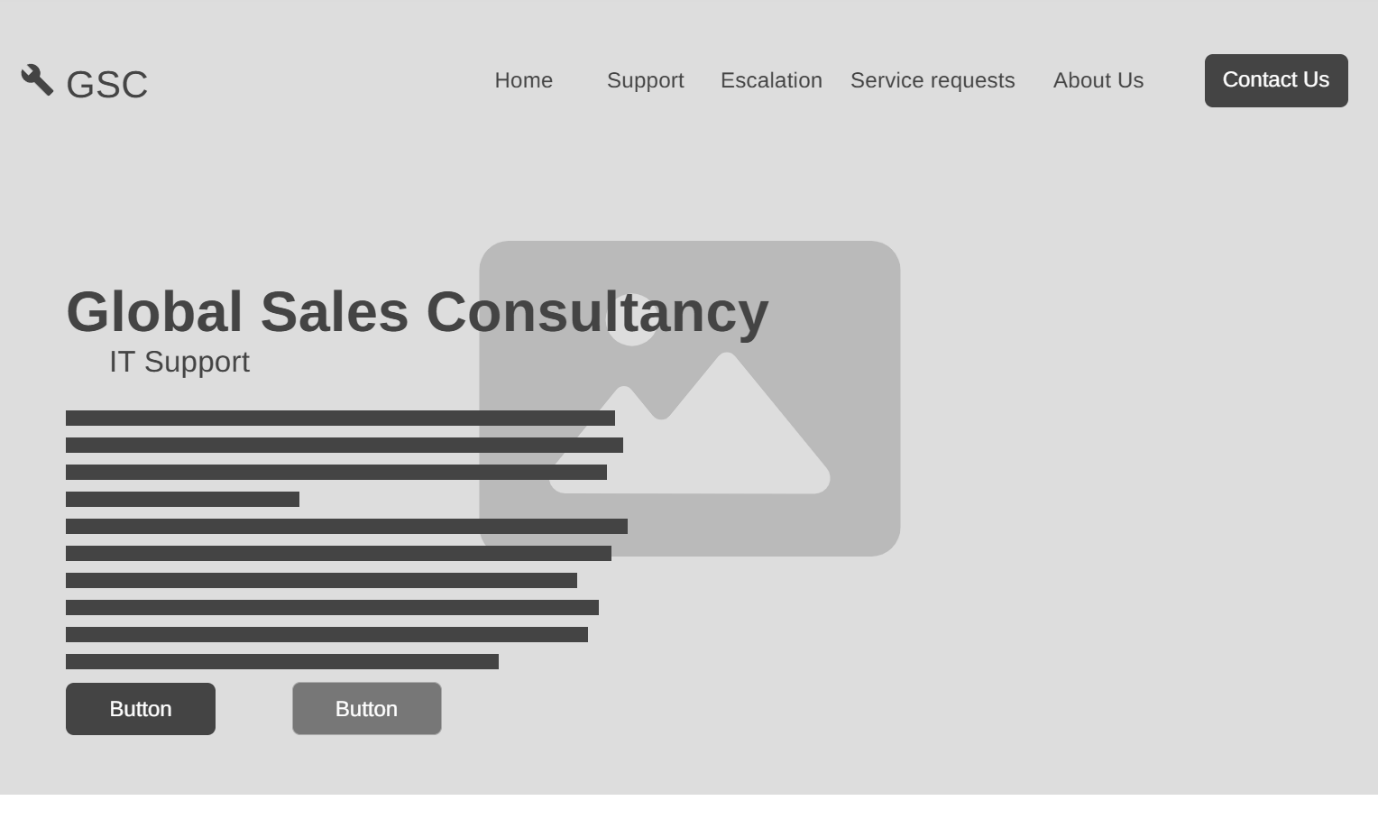 GSC
Home Support Escalation Service requests About Us Contact Us
Global Sales Consultancy
IT Support
Button Button